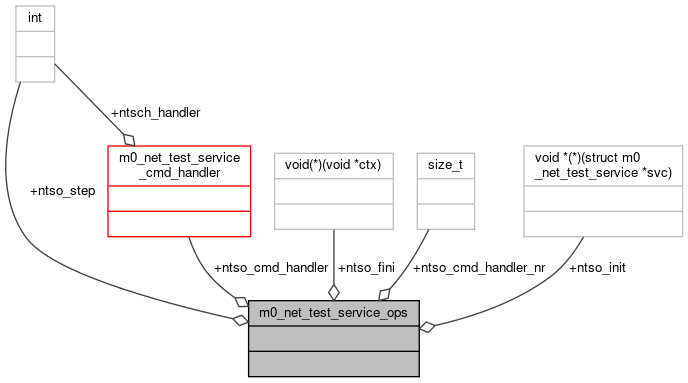 int
+ntsch_handler
m0_net_test_service
_cmd_handler
void(*)(void *ctx)
size_t
void *(*)(struct m0
_net_test_service *svc)
+ntso_step
+ntso_cmd_handler
+ntso_fini
+ntso_cmd_handler_nr
+ntso_init
m0_net_test_service_ops